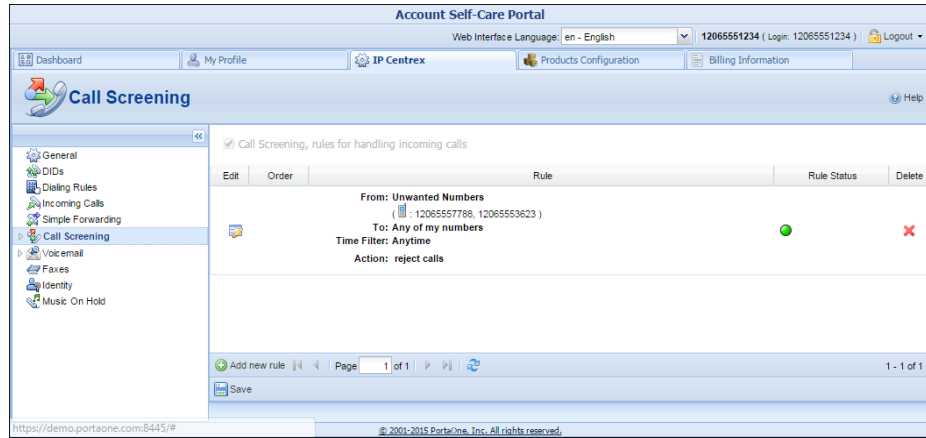 Account Self-Care Portal
Web Interface Language: en - English 12065551234 ( Login: 12065551234 ) Logout
Dashboard My Profile IP Centrex Products Configuration Billing Information
Call Screening Help
Call Screening, rules for handling incoming calls
General
DIDs
Dialing Rules
Incoming Calls
Simple Forwarding
Call Screening
Voicemail
Faxes
Identity
Music On Hold
Edit Order Rule Rule Status Delete
From: Unwanted Numbers
( : 12065557788, 12065553623 )
To: Any of my numbers
Time Filter: Anytime
Action: reject calls
Add new rule Page 1 of 1 1 - 1 of 1
Save
https://demo.portaone.com:8445/#
© 2001-2015 PortaOne, Inc. All rights reserved.